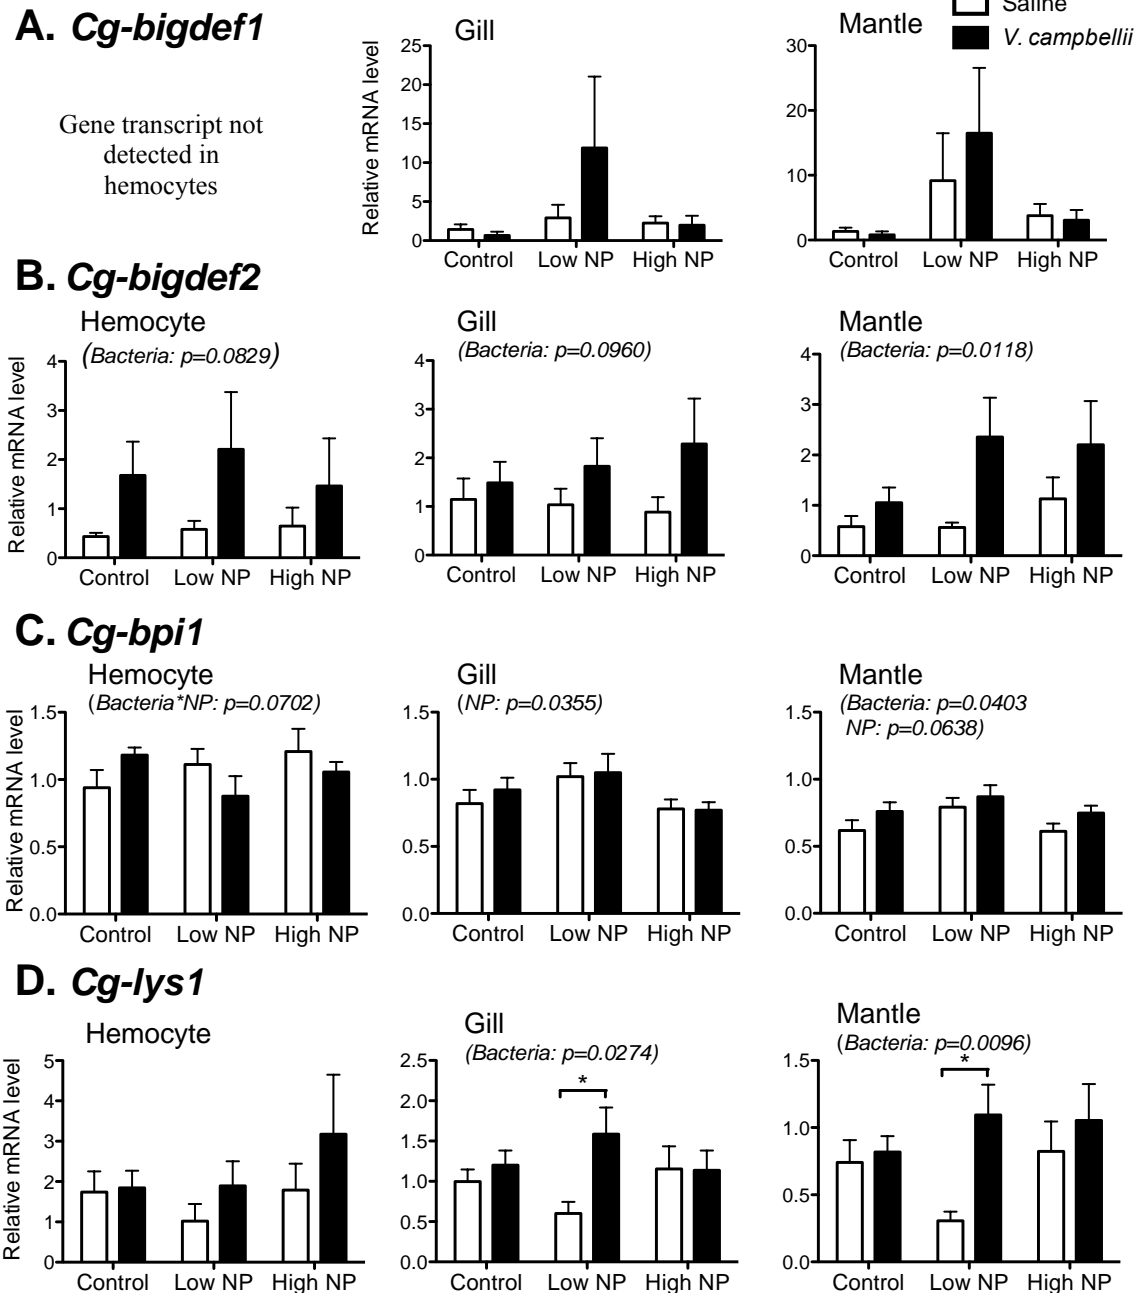 A. Cg-bigdef1
Gene transcript not
detected in
hemocytes
Gill
Relative mRNA level
25
20
15
10
5
0
Control Low NP High NP
Mantle
Saline
V. campbellii
30
20
10
0
Control Low NP High NP
B. Cg-bigdef2
Hemocyte
(Bacteria: p=0.0829)
Relative mRNA level
4
3
2
1
0
Control Low NP High NP
Gill
(Bacteria: p=0.0960)
4
3
2
1
0
Control Low NP High NP
Mantle
(Bacteria: p=0.0118)
4
3
2
1
0
Control Low NP High NP
C. Cg-bpi1
Hemocyte
(Bacteria*NP: p=0.0702)
Relative mRNA level
1.5
1.0
0.5
0.0
Control Low NP High NP
Gill
(NP: p=0.0355)
1.5
1.0
0.5
0.0
Control Low NP High NP
Mantle
(Bacteria: p=0.0403
NP: p=0.0638)
1.5
1.0
0.5
0.0
Control Low NP High NP
D. Cg-lys1
Hemocyte
Relative mRNA level
5
4
3
2
1
0
Control Low NP High NP
Gill
(Bacteria: p=0.0274)
2.5
2.0
1.5
1.0
0.5
0.0
*
Control Low NP High NP
Mantle
(Bacteria: p=0.0096)
1.5
1.0
0.5
0.0
*
Control Low NP High NP